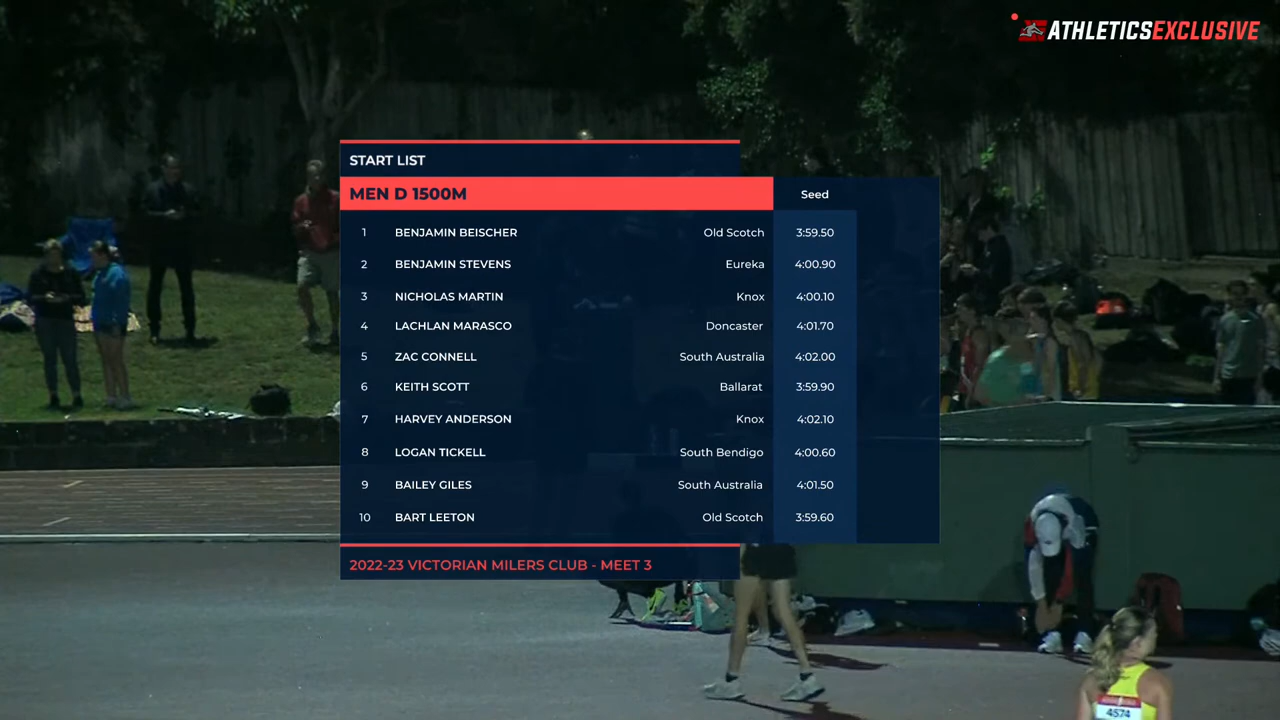 ATHLETICSEXCLUSIVE
START LIST
MEN D 1500M Seed
1 BENJAMIN BEISCHER Old Scotch 3:59.50
2 BENJAMIN STEVENS Eureka 4:00.90
3 NICHOLAS MARTIN Knox 4:00.10
4 LACHLAN MARASCO Doncaster 4:01.70
5 ZAC CONNELL South Australia 4:02.00
6 KEITH SCOTT Ballarat 3:59.90
7 HARVEY ANDERSON Knox 4:02.10
8 LOGAN TICKELL South Bendigo 4:00.60
9 BAILEY GILES South Australia 4:01.50
10 BART LEETON Old Scotch 3:59.60
2022-23 VICTORIAN MILERS CLUB - MEET 3
4574